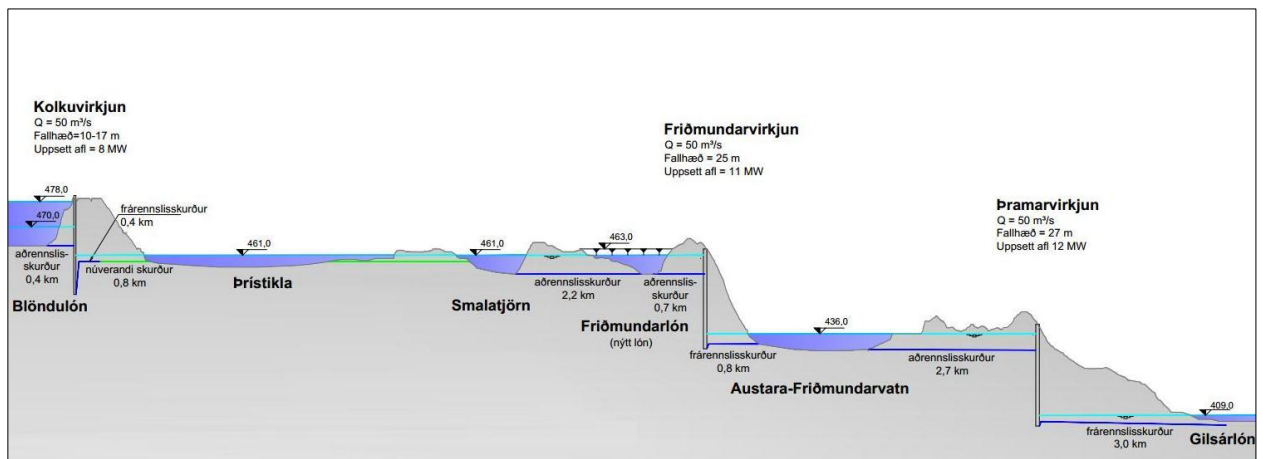 Kolkuvirkjun
Q = 50 m³/s
Fallhæð=10-17 m
Uppsett afl = 8 MW
Friðmundarvirkjun
Q = 50 m³/s
Fallhæð = 25 m
Uppsett afl = 11 MW
Þramarvirkjun
Q = 50 m³/s
Fallhæð = 27 m
Uppsett afl 12 MW
478,0
470,0
aðrennslis-
skurður
0,4 km
Blöndulón
frárennslisskurður
0,4 km
núverandi skurður
0,8 km
461,0
Þrístikla
461,0
Smalatjörn
aðrennslisskurður
2,2 km
463,0
aðrennslis-
skurður
0,7 km
Friðmundarlón
(nýtt lón)
frárennslisskurður
0,8 km
436,0
Austara-Friðmundarvatn
aðrennslisskurður
2,7 km
frárennslisskurður
3,0 km
409,0
Gilsárlón